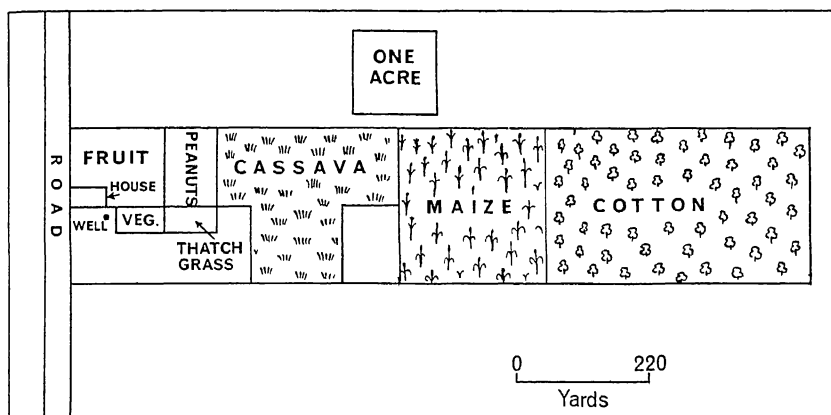 ONE
ACRE
ROAD
FRUIT
PEANUTS
CASSAVA
HOUSE
MAIZE
COTTON
WELL
VEG.
THATCH
GRASS
0 220
Yards